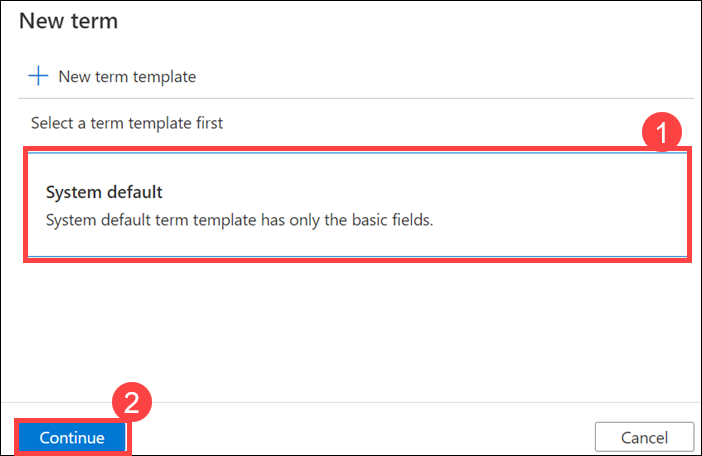 New term
+ New term template
Select a term template first
1
System default
System default term template has only the basic fields.
2
Continue
Cancel